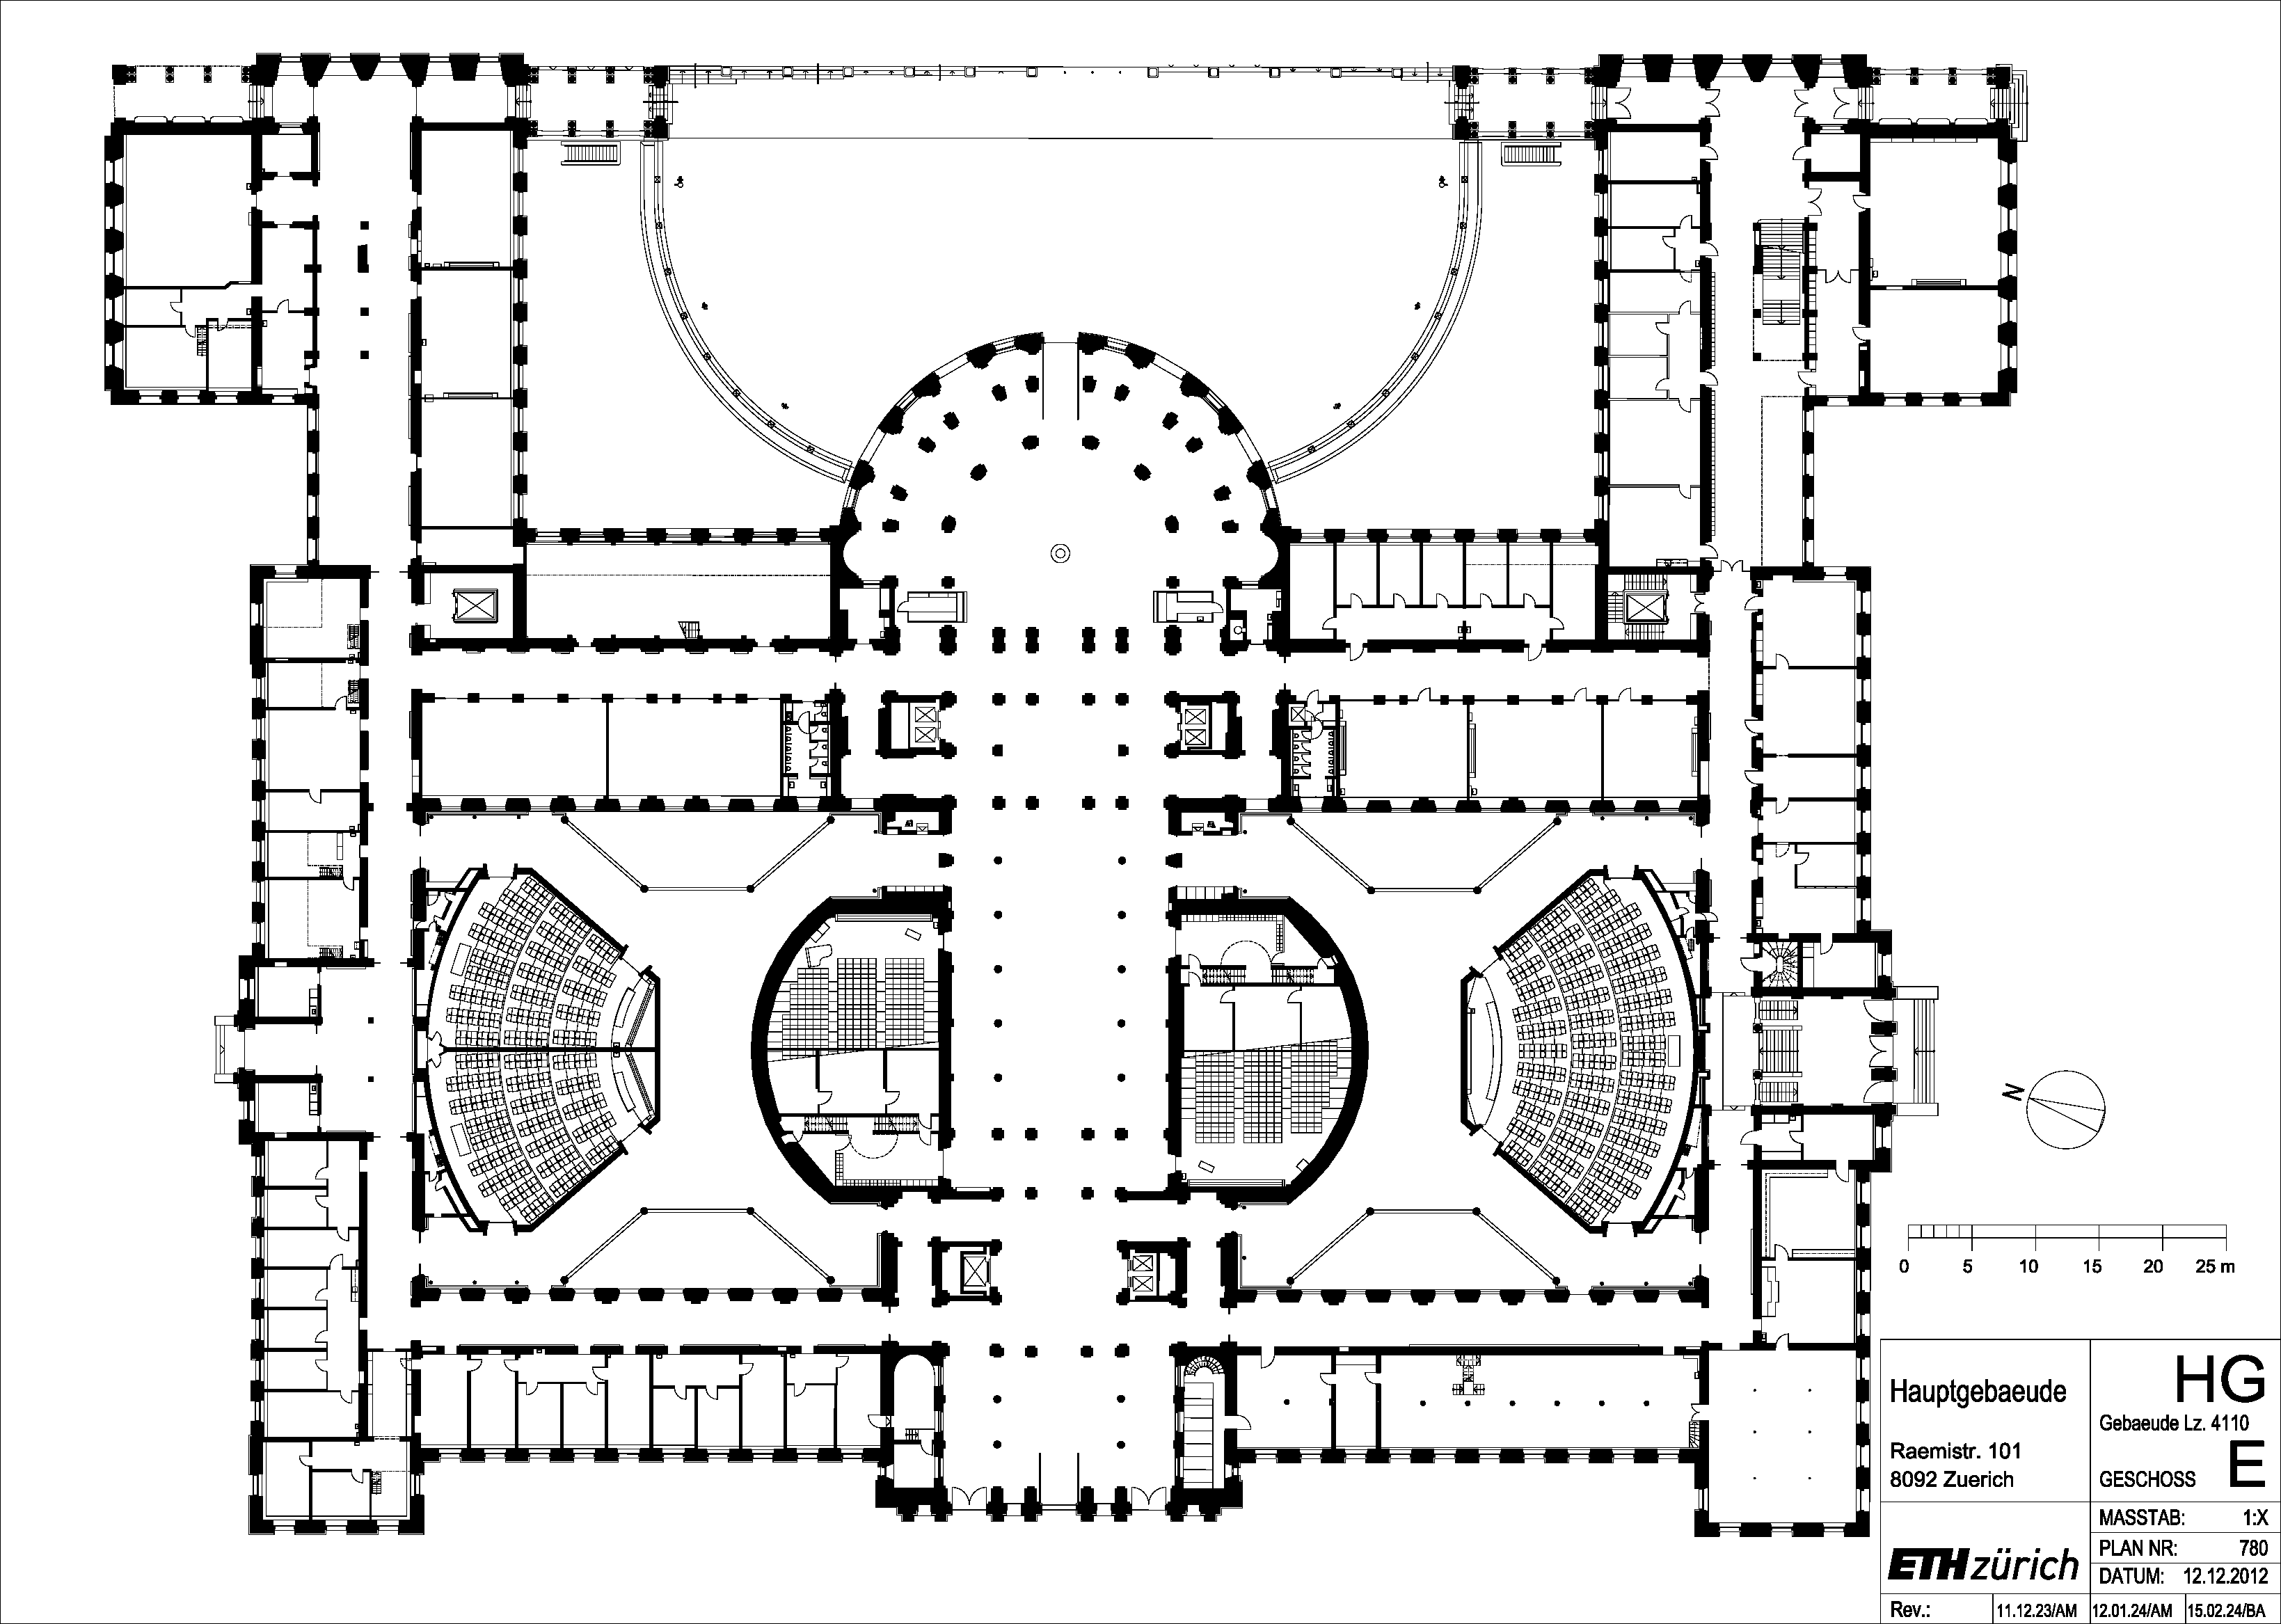 N
0 5 10 15 20 25 m
Hauptgebaeude
HG
Gebaeude Lz. 4110
Raemistr. 101
8092 Zuerich
GESCHOSS E
MASSTAB: 1:X
PLAN NR: 780
DATUM: 12.12.2012
ETH zürich
Rev.: 11.12.23/AM 12.01.24/AM 15.02.24/BA